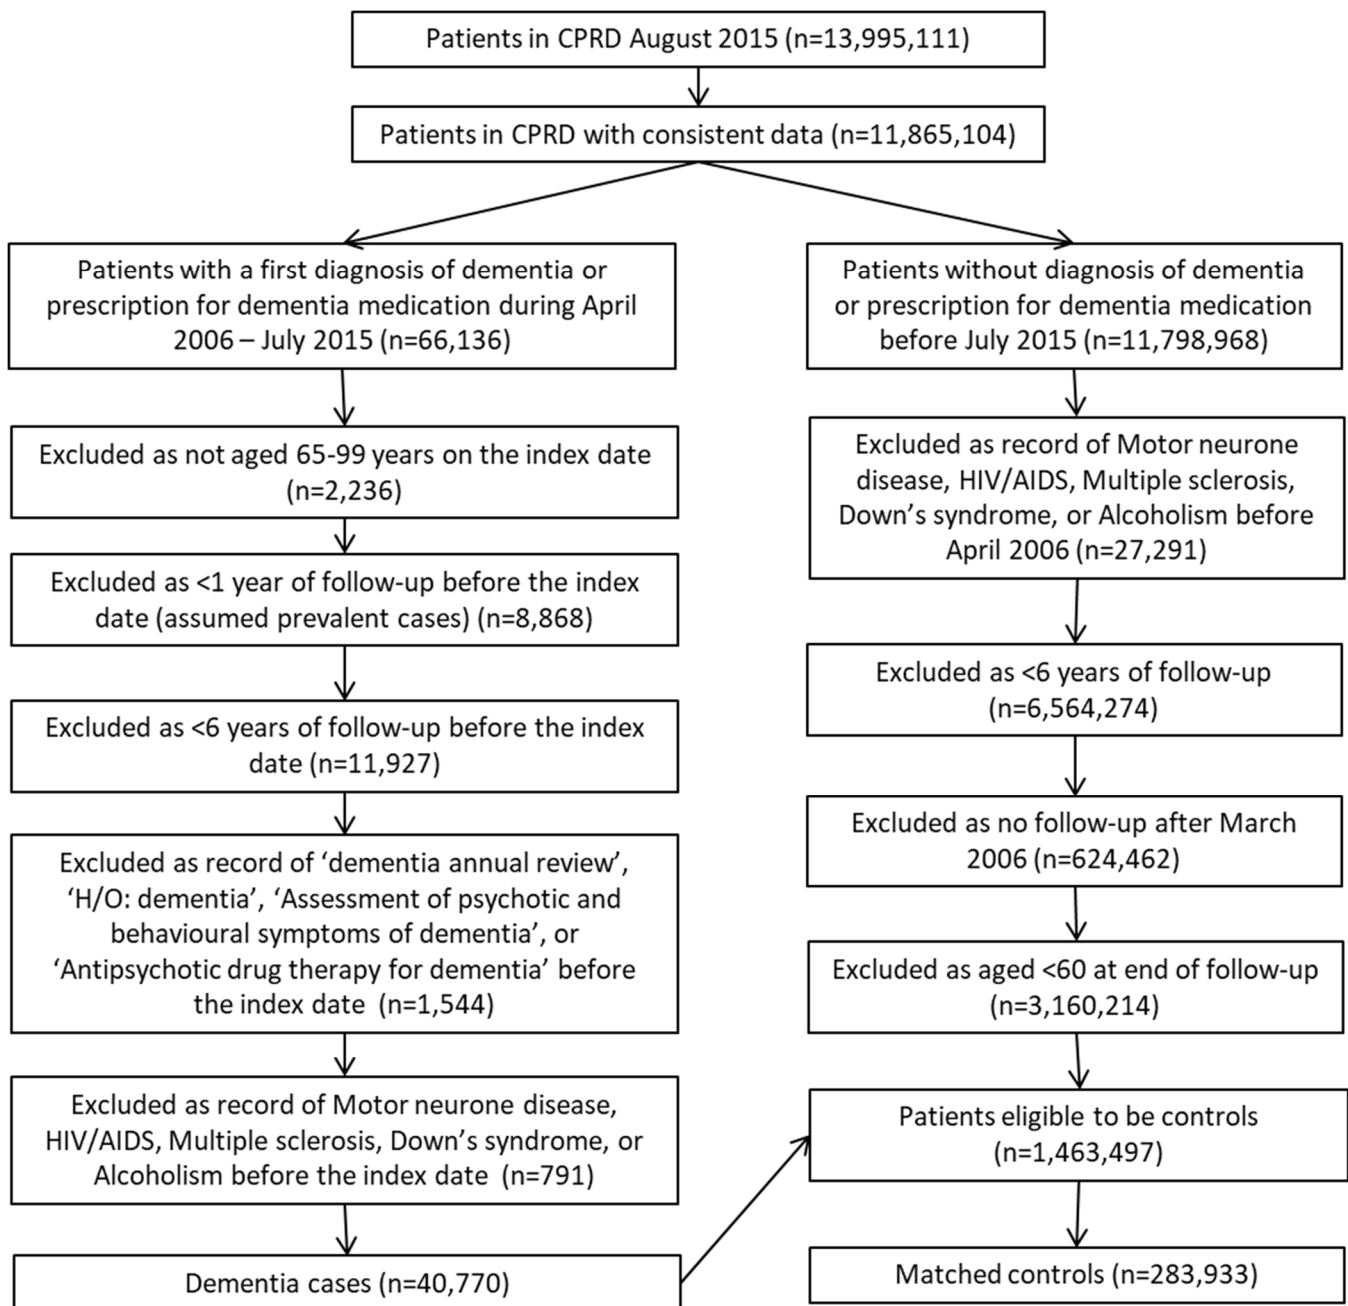 Patients in CPRD August 2015 (n=13,995,111)
Patients in CPRD with consistent data (n=11,865,104)
Patients with a first diagnosis of dementia or
prescription for dementia medication during April
2006 – July 2015 (n=66,136)
Excluded as not aged 65-99 years on the index date
(n=2,236)
Excluded as <1 year of follow-up before the index
date (assumed prevalent cases) (n=8,868)
Excluded as <6 years of follow-up before the index
date (n=11,927)
Excluded as record of ‘dementia annual review’,
‘H/O: dementia’, ‘Assessment of psychotic and
behavioural symptoms of dementia’, or
‘Antipsychotic drug therapy for dementia’ before
the index date (n=1,544)
Excluded as record of Motor neurone disease,
HIV/AIDS, Multiple sclerosis, Down’s syndrome, or
Alcoholism before the index date (n=791)
Dementia cases (n=40,770)
Patients without diagnosis of dementia
or prescription for dementia medication
before July 2015 (n=11,798,968)
Excluded as record of Motor neurone
disease, HIV/AIDS, Multiple sclerosis,
Down’s syndrome, or Alcoholism before
April 2006 (n=27,291)
Excluded as <6 years of follow-up
(n=6,564,274)
Excluded as no follow-up after March
2006 (n=624,462)
Excluded as aged <60 at end of follow-up
(n=3,160,214)
Patients eligible to be controls
(n=1,463,497)
Matched controls (n=283,933)